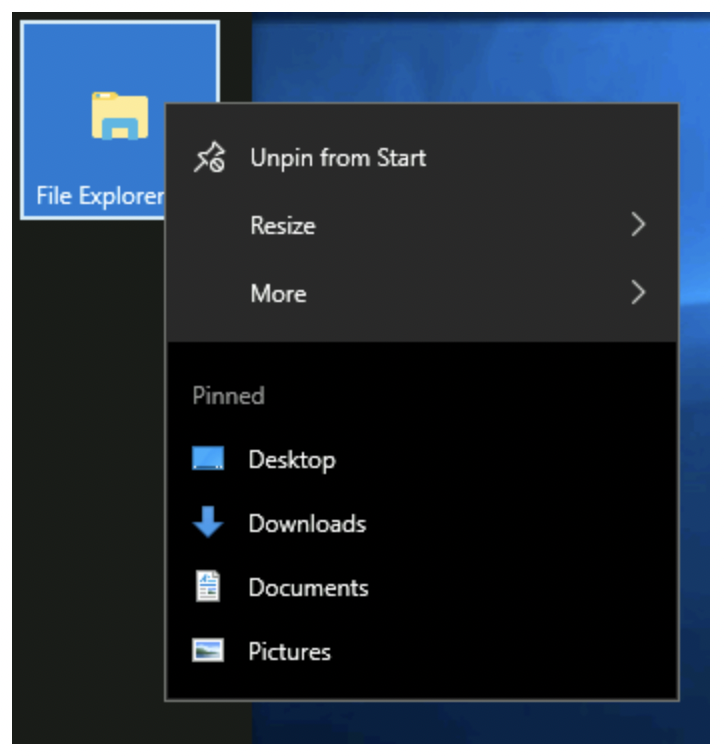 File Explorer
Unpin from Start
Resize
More
Pinned
Desktop
Downloads
Documents
Pictures